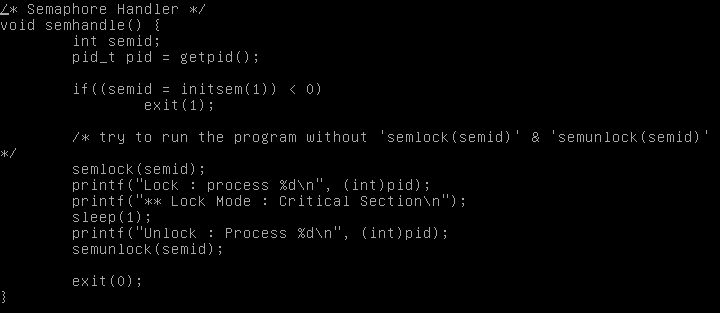 /* Semaphore Handler */
void semhandle() {
        int semid;
        pid_t pid = getpid();

        if((semid = initsem(1)) < 0)
                exit(1);

        /* try to run the program without 'semlock(semid)' & 'semunlock(semid)'
*/
        semlock(semid);
        printf("Lock : process %d\n", (int)pid);
        printf("** Lock Mode : Critical Section\n");
        sleep(1);
        printf("Unlock : Process %d\n", (int)pid);
        semunlock(semid);

        exit(0);
}